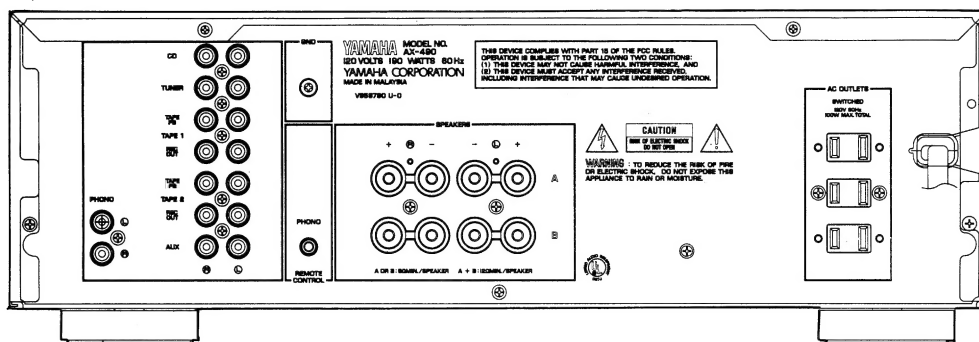 CD
TUNER
TAPE
PB
TAPE 1
REC
OUT
TAPE
PB
TAPE 2
REC
OUT
AUX
PHONO
L
R
R L
GND
PHONO
REMOTE
CONTROL
YAMAHA MODEL NO.
AX-490
120 VOLTS 190 WATTS 60Hz
YAMAHA CORPORATION
MADE IN MALAYSIA
THIS DEVICE COMPLIES WITH PART 15 OF THE FCC RULES.
OPERATION IS SUBJECT TO THE FOLLOWING TWO CONDITIONS:
(1) THIS DEVICE MAY NOT CAUSE HARMFUL INTERFERENCE, AND
(2) THIS DEVICE MUST ACCEPT ANY INTERFERENCE RECEIVED,
INCLUDING INTERFERENCE THAT MAY CAUSE UNDESIRED OPERATION.
SPEAKERS
+ R − − L +
A
B
A OR B : 8ΩMIN./SPEAKER A + B : 12ΩMIN./SPEAKER
CAUTION
RISK OF ELECTRIC SHOCK
DO NOT OPEN
WARNING : TO REDUCE THE RISK OF FIRE
OR ELECTRIC SHOCK, DO NOT EXPOSE THIS
APPLIANCE TO RAIN OR MOISTURE.
AC OUTLETS
SWITCHED
120V 60Hz
100W MAX. TOTAL